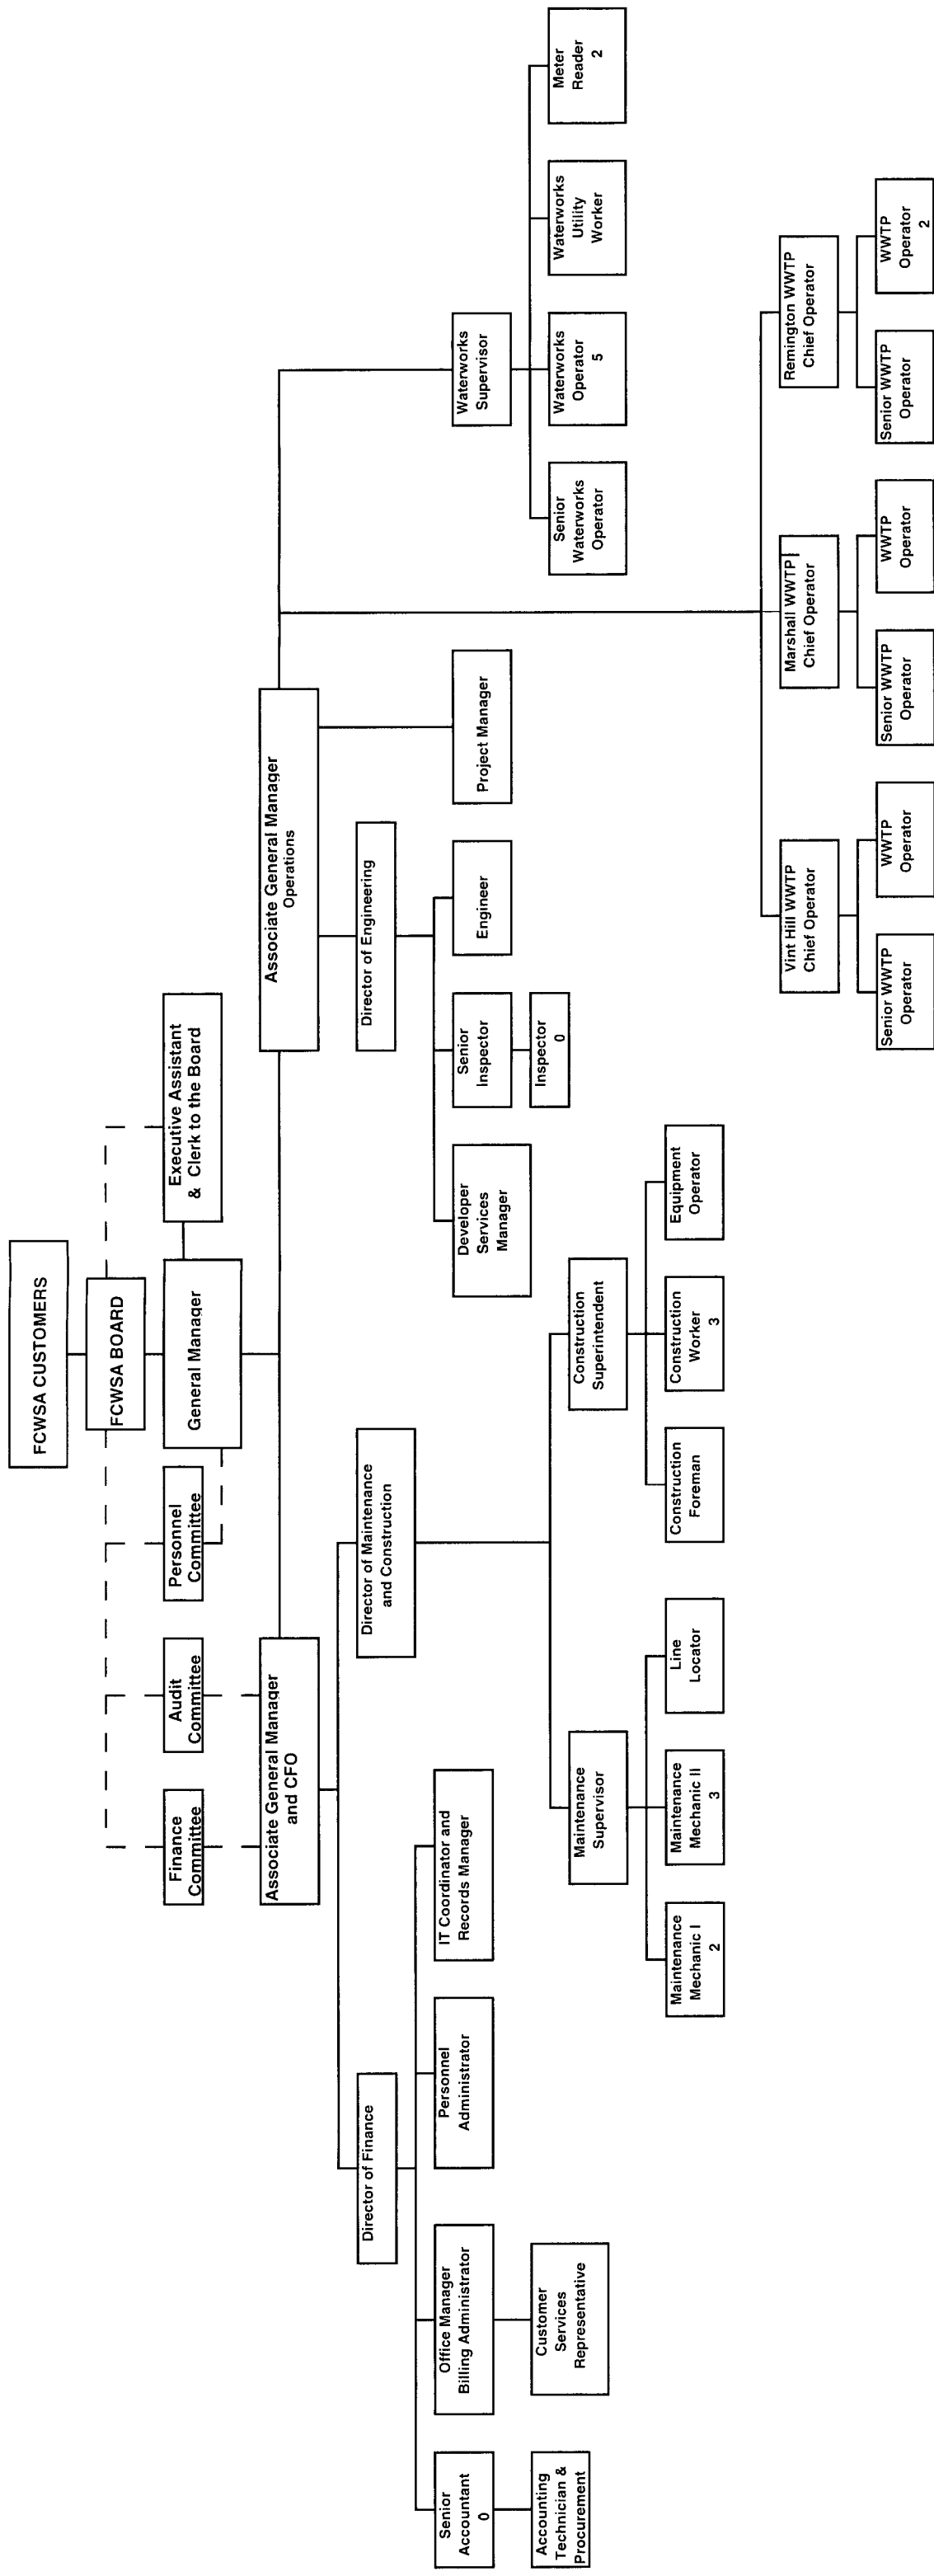 FCWSA CUSTOMERS
FCWSA BOARD
General Manager
Executive Assistant
& Clerk to the Board
Finance
Committee
Audit
Committee
Personnel
Committee
Associate General Manager
and CFO
Associate General Manager
Operations
Director of Finance
Director of Maintenance
and Construction
Director of Engineering
Senior
Accountant
0
Office Manager
Billing Administrator
Personnel
Administrator
IT Coordinator and
Records Manager
Developer
Services
Manager
Senior
Inspector
Engineer
Project Manager
Waterworks
Supervisor
Accounting
Technician &
Procurement
Customer
Services
Representative
Inspector
0
Senior
Waterworks
Operator
Waterworks
Operator
5
Waterworks
Utility
Worker
Meter
Reader
2
Maintenance
Supervisor
Construction
Superintendent
Maintenance
Mechanic I
2
Maintenance
Mechanic II
3
Line
Locator
Construction
Foreman
Construction
Worker
3
Equipment
Operator
Vint Hill WWTP
Chief Operator
Marshall WWTP
Chief Operator
Remington WWTP
Chief Operator
Senior WWTP
Operator
WWTP
Operator
Senior WWTP
Operator
WWTP
Operator
Senior WWTP
Operator
WWTP
Operator
2